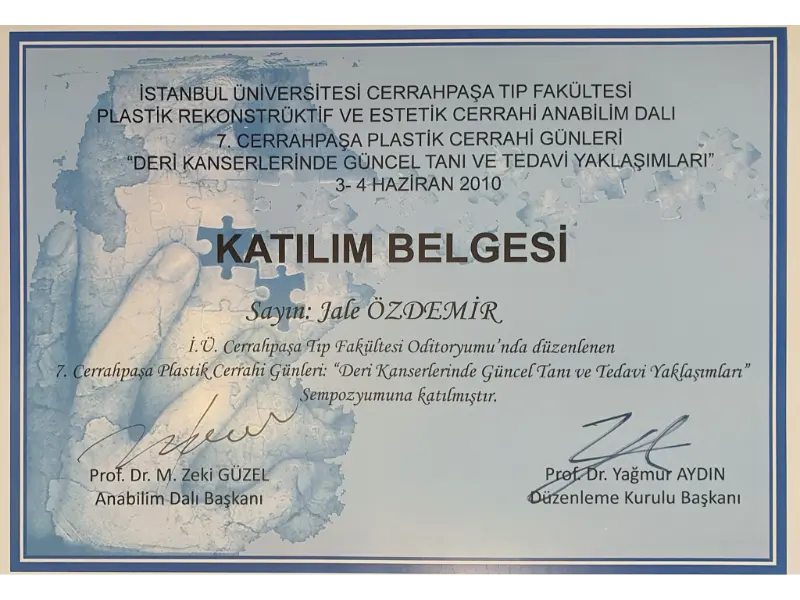 İSTANBUL ÜNİVERSİTESİ CERRAHPAŞA TIP FAKÜLTESİ
PLASTİK REKONSTRÜKTİF VE ESTETİK CERRAHİ ANABİLİM DALI
7. CERRAHPAŞA PLASTİK CERRAHİ GÜNLERİ
“DERİ KANSERLERİNDE GÜNCEL TANI VE TEDAVİ YAKLAŞIMLARI”
3- 4 HAZİRAN 2010
KATILIM BELGESİ
Sayın: Jale ÖZDEMİR
İ.Ü. Cerrahpaşa Tıp Fakültesi Oditoryumu’nda düzenlenen
7. Cerrahpaşa Plastik Cerrahi Günleri: “Deri Kanserlerinde Güncel Tanı ve Tedavi Yaklaşımları”
Sempozyumuna katılmıştır.
Prof. Dr. M. Zeki GÜZEL
Anabilim Dalı Başkanı
Prof. Dr. Yağmur AYDIN
Düzenleme Kurulu Başkanı